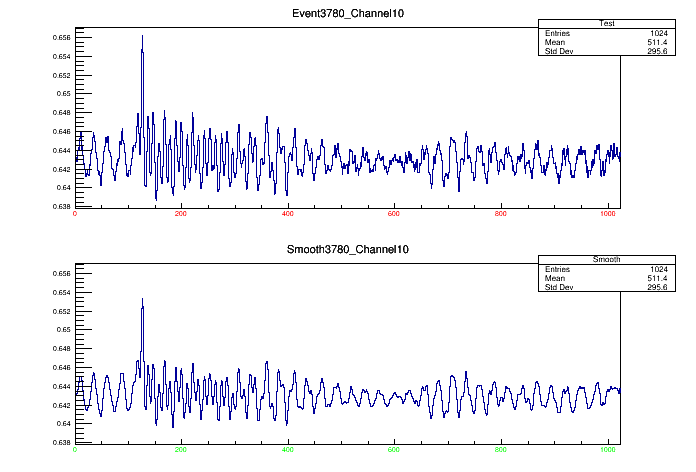 Event3780_Channel10
Test
Entries 1024
Mean 511.4
Std Dev 295.6
0.656
0.654
0.652
0.65
0.648
0.646
0.644
0.642
0.64
0.638
0 200 400 600 800 1000
Smooth3780_Channel10
Smooth
Entries 1024
Mean 511.4
Std Dev 295.6
0.656
0.654
0.652
0.65
0.648
0.646
0.644
0.642
0.64
0.638
0 200 400 600 800 1000